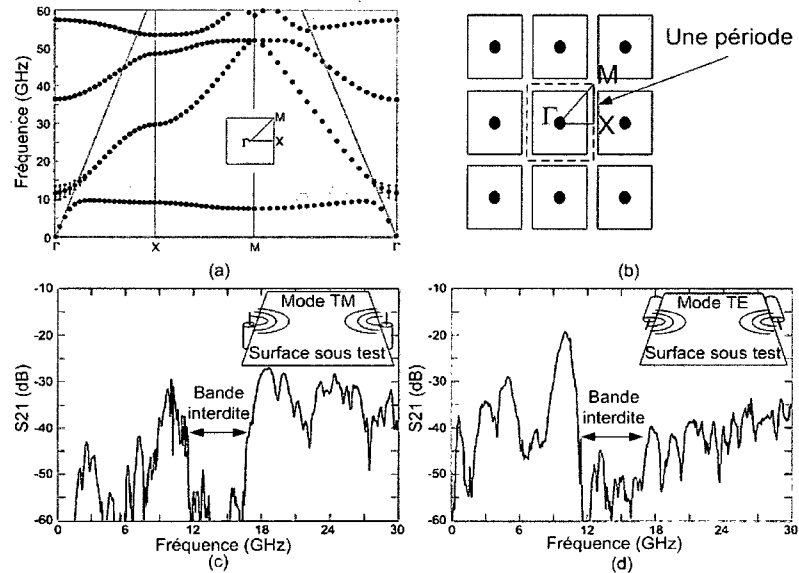 60
50
40
30
20
10
0
Fréquence (GHz)
Γ
X
M
Γ
M
Γ
X
(a)
Une période
M
Γ
X
(b)
-10
-20
-30
-40
-50
-60
S21 (dB)
Mode TM
Surface sous test
Bande
interdite
0 6 12 18 24 30
Fréquence (GHz)
(c)
-10
-20
-30
-40
-50
-60
S21 (dB)
Mode TE
Surface sous test
Bande
interdite
0 6 12 18 24 30
Fréquence (GHz)
(d)